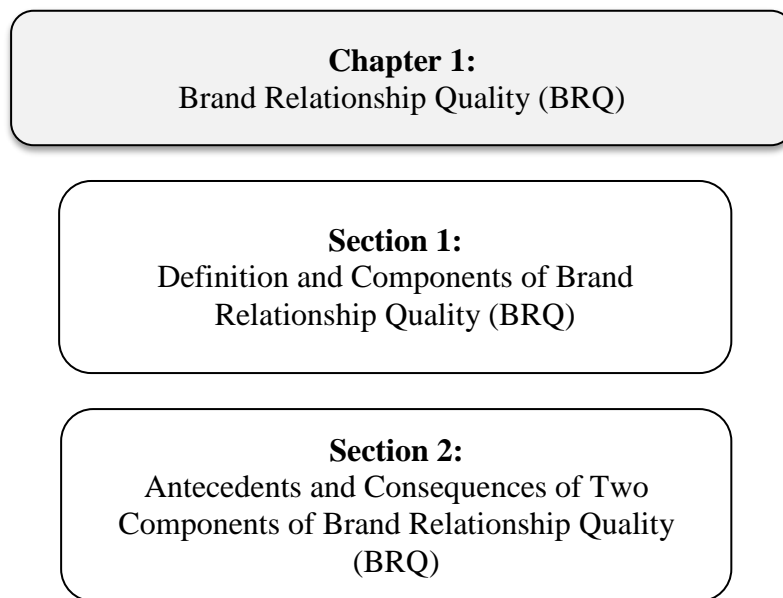 Chapter 1:
Brand Relationship Quality (BRQ)
Section 1:
Definition and Components of Brand
Relationship Quality (BRQ)
Section 2:
Antecedents and Consequences of Two
Components of Brand Relationship Quality
(BRQ)